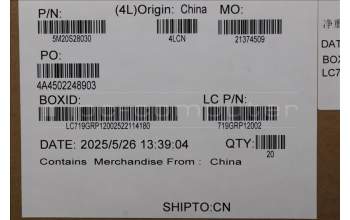 P/N: (4L)Origin: China MO:
5M20S28030 4LCN 21374509
PO:
4A4502248903
BOXID: LC P/N:
LC719GRP12002522114180 719GRP12002
DATE: 2025/5/26 13:39:04 QTY:
20
Contains Merchandise From : China
SHIPTO:CN
DAT
BOX
LC7